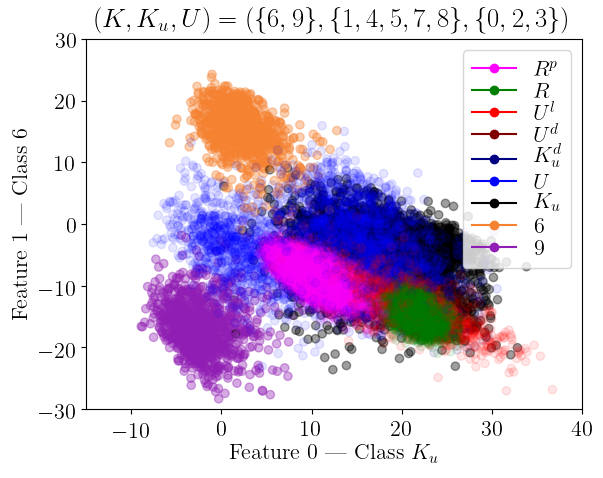 (K, K_u, U) = ({6, 9}, {1, 4, 5, 7, 8}, {0, 2, 3})
30
20
10
0
−10
−20
−30
Feature 1 — Class 6
R^p
R
U^l
U^d
K_u^d
U
K_u
6
9
−10
0
10
20
30
40
Feature 0 — Class K_u